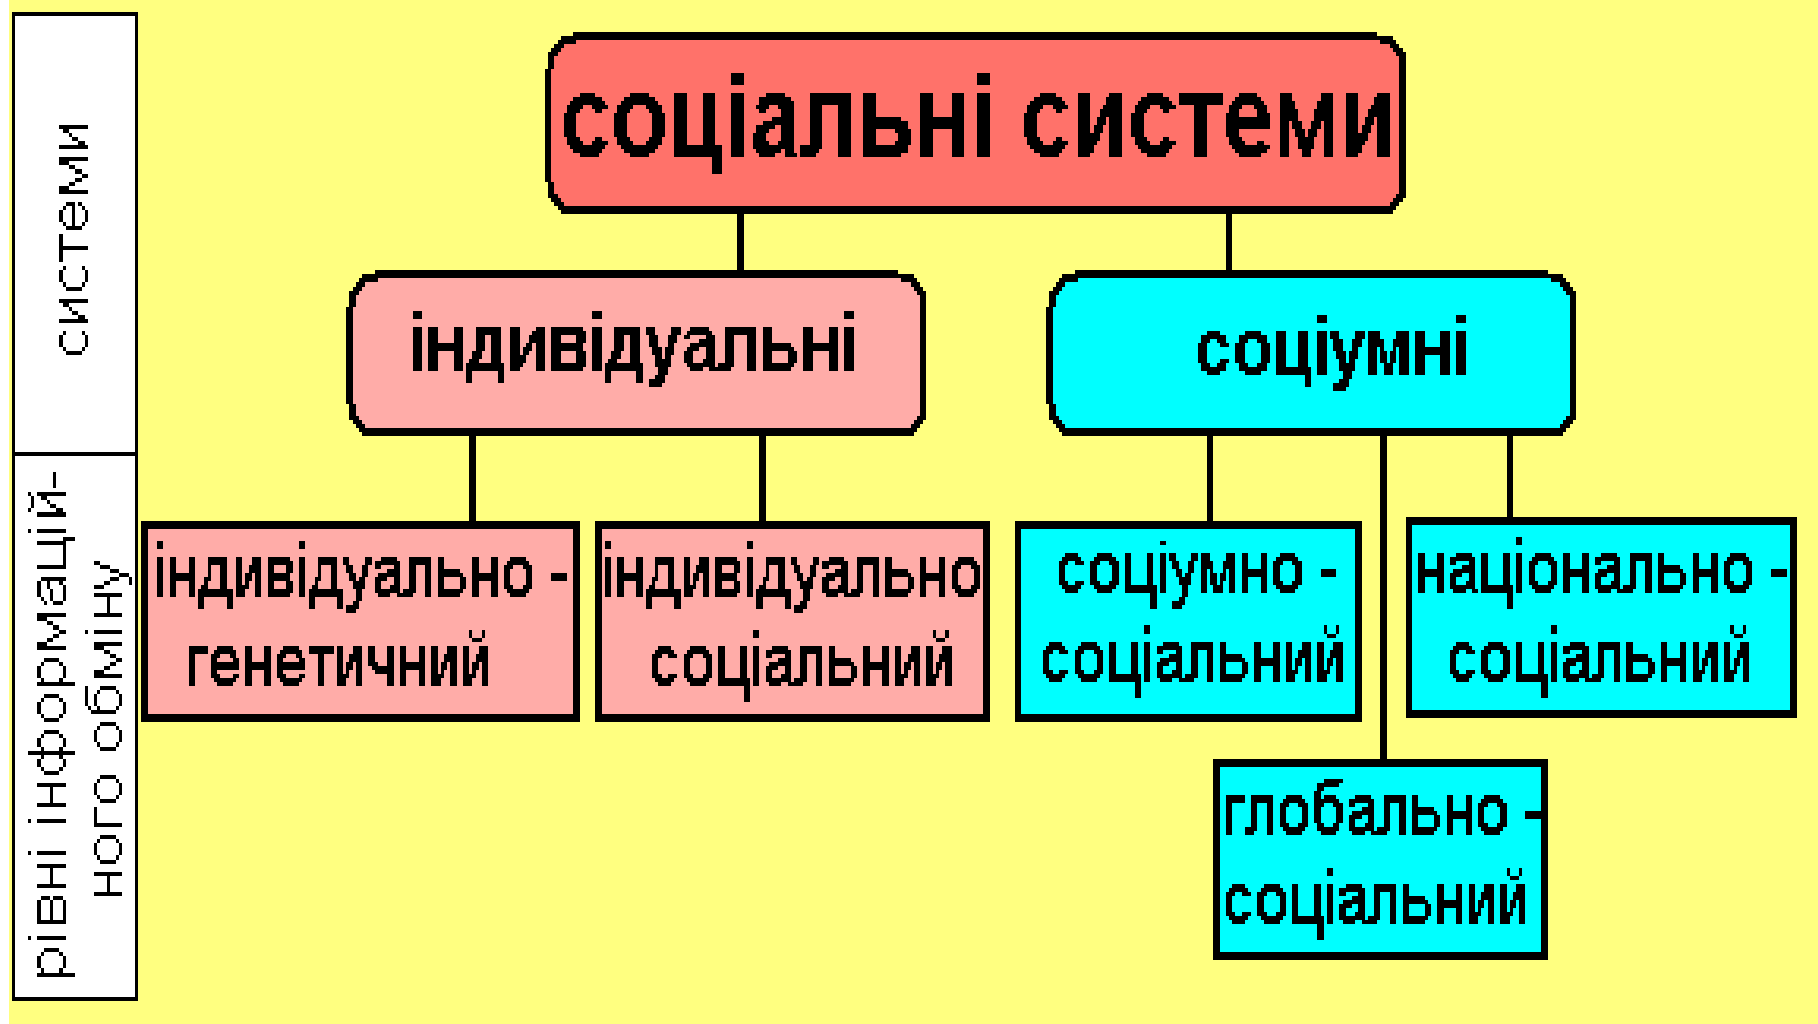 системи
рівні інформацій-
ного обміну
соціальні системи
індивідуальні
соціумні
індивідуально -
генетичний
індивідуально
соціальний
соціумно -
соціальний
національно -
соціальний
глобально -
соціальний